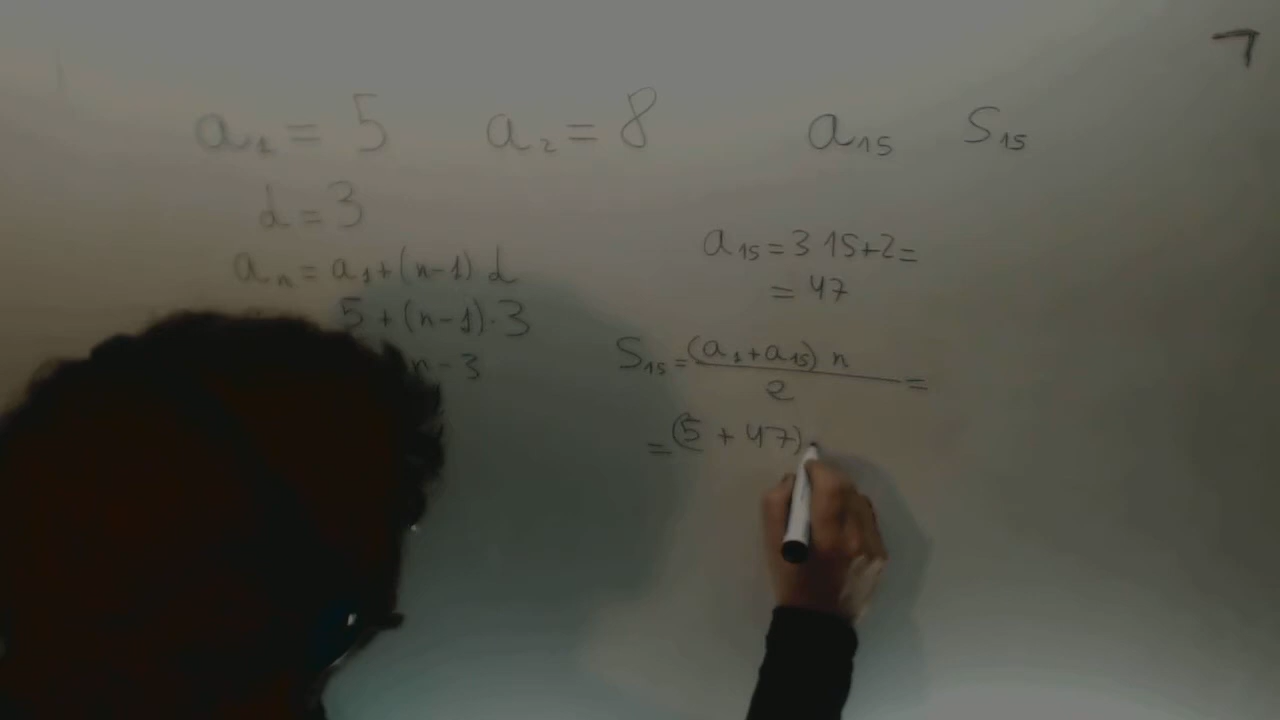 a₁ = 5 a₂ = 8 a₁₅ S₁₅
d = 3
aₙ = a₁ + (n-1) d
5 + (n-1)·3
n - 3
a₁₅ = 3 15 + 2 =
= 47
S₁₅ = (a₁ + a₁₅) n / 2 =
= (5 + 47)